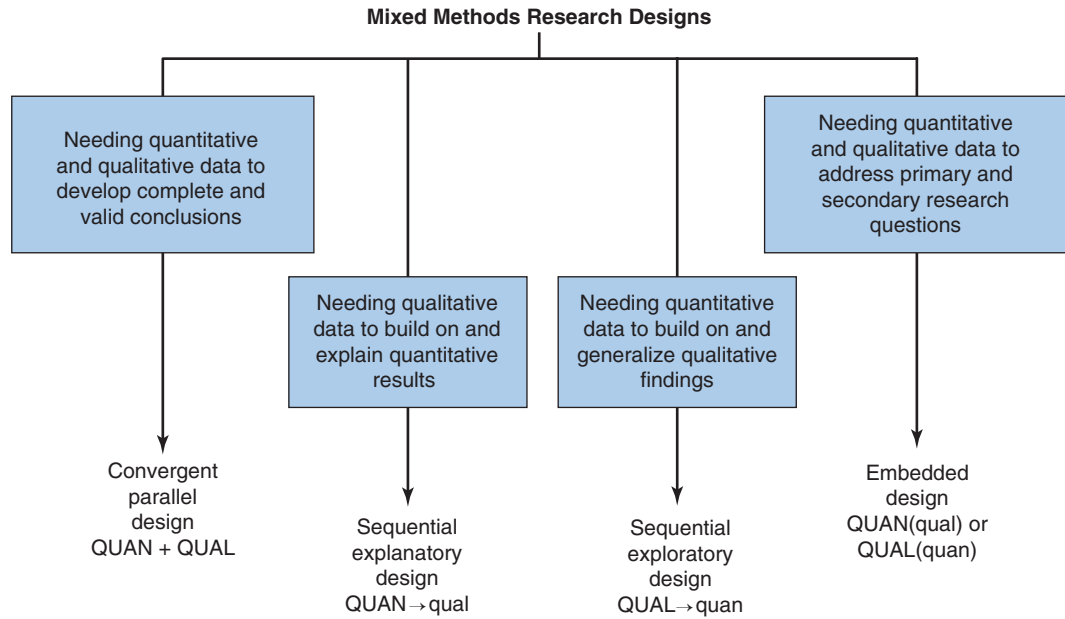 Mixed Methods Research Designs
Needing quantitative
and qualitative data to
develop complete and
valid conclusions
Needing qualitative
data to build on and
explain quantitative
results
Needing quantitative
data to build on and
generalize qualitative
findings
Needing quantitative
and qualitative data to
address primary and
secondary research
questions
Convergent
parallel
design
QUAN + QUAL
Sequential
explanatory
design
QUAN→qual
Sequential
exploratory
design
QUAL→quan
Embedded
design
QUAN(qual) or
QUAL(quan)